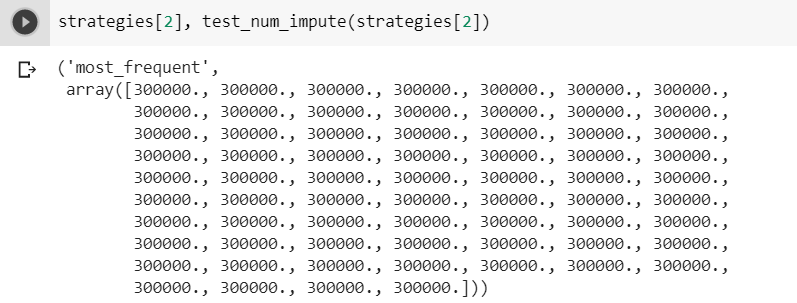 strategies[2], test_num_impute(strategies[2])
('most_frequent',
array([300000., 300000., 300000., 300000., 300000., 300000., 300000.,
300000., 300000., 300000., 300000., 300000., 300000., 300000.,
300000., 300000., 300000., 300000., 300000., 300000., 300000.,
300000., 300000., 300000., 300000., 300000., 300000., 300000.,
300000., 300000., 300000., 300000., 300000., 300000., 300000.,
300000., 300000., 300000., 300000., 300000., 300000., 300000.,
300000., 300000., 300000., 300000., 300000., 300000., 300000.,
300000., 300000., 300000., 300000., 300000., 300000., 300000.,
300000., 300000., 300000., 300000., 300000., 300000., 300000.,
300000., 300000., 300000., 300000.]))